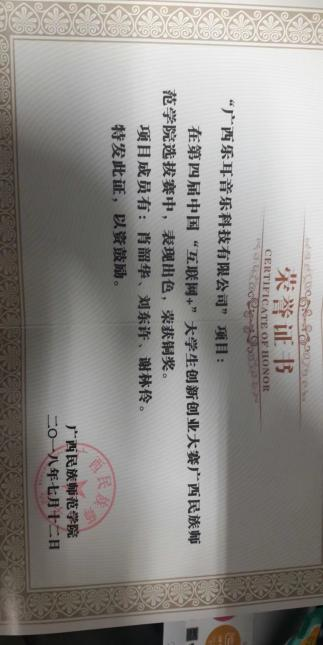 荣誉证书
CERTIFICATE OF HONOR
“广西乐耳音乐科技有限公司”项目：
在第四届中国“互联网+”大学生创新创业大赛广西民族师
范学院选拔赛中，表现出色，荣获铜奖。
项目成员有：肖韶华、刘东许、谢林伶。
特发此证，以资鼓励。
广西民族师范学院
二〇一八年七月十二日